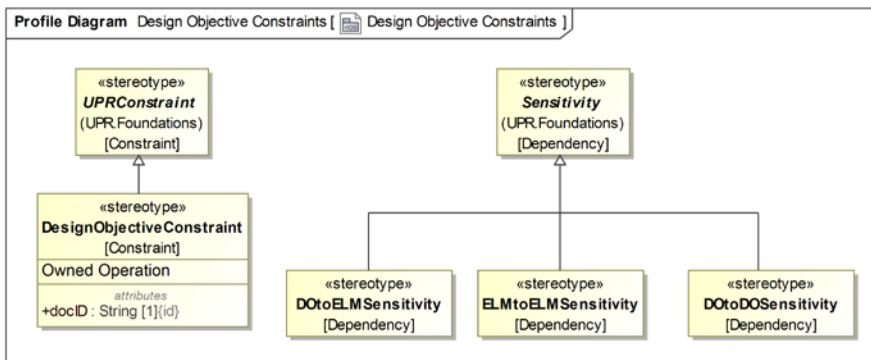 Profile Diagram Design Objective Constraints [ Design Objective Constraints ]
«stereotype»
UPRConstraint
(UPR.Foundations)
[Constraint]
«stereotype»
DesignObjectiveConstraint
[Constraint]
Owned Operation
attributes
+docID : String [1]{id}
«stereotype»
Sensitivity
(UPR.Foundations)
[Dependency]
«stereotype»
DOtoELMSensitivity
[Dependency]
«stereotype»
ELMtoELMSensitivity
[Dependency]
«stereotype»
DOtoDOSensitivity
[Dependency]